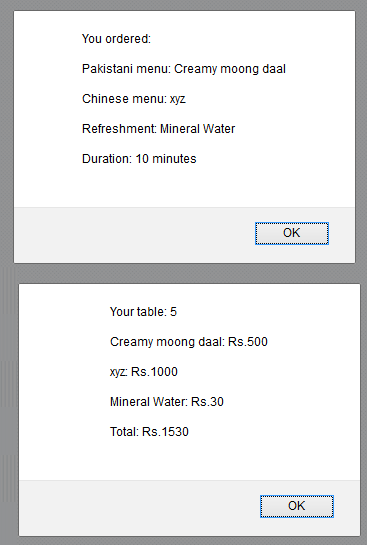 You ordered:
Pakistani menu: Creamy moong daal
Chinese menu: xyz
Refreshment: Mineral Water
Duration: 10 minutes
OK
Your table: 5
Creamy moong daal: Rs.500
xyz: Rs.1000
Mineral Water: Rs.30
Total: Rs.1530
OK